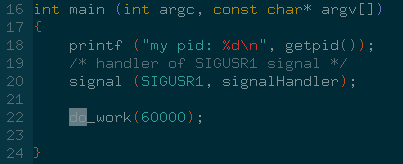 16 int main (int argc, const char* argv[])
17 {
18 printf ("my pid: %d\n", getpid());
19 /* handler of SIGUSR1 signal */
20 signal (SIGUSR1, signalHandler);
21
22 do_work(60000);
23
24 }